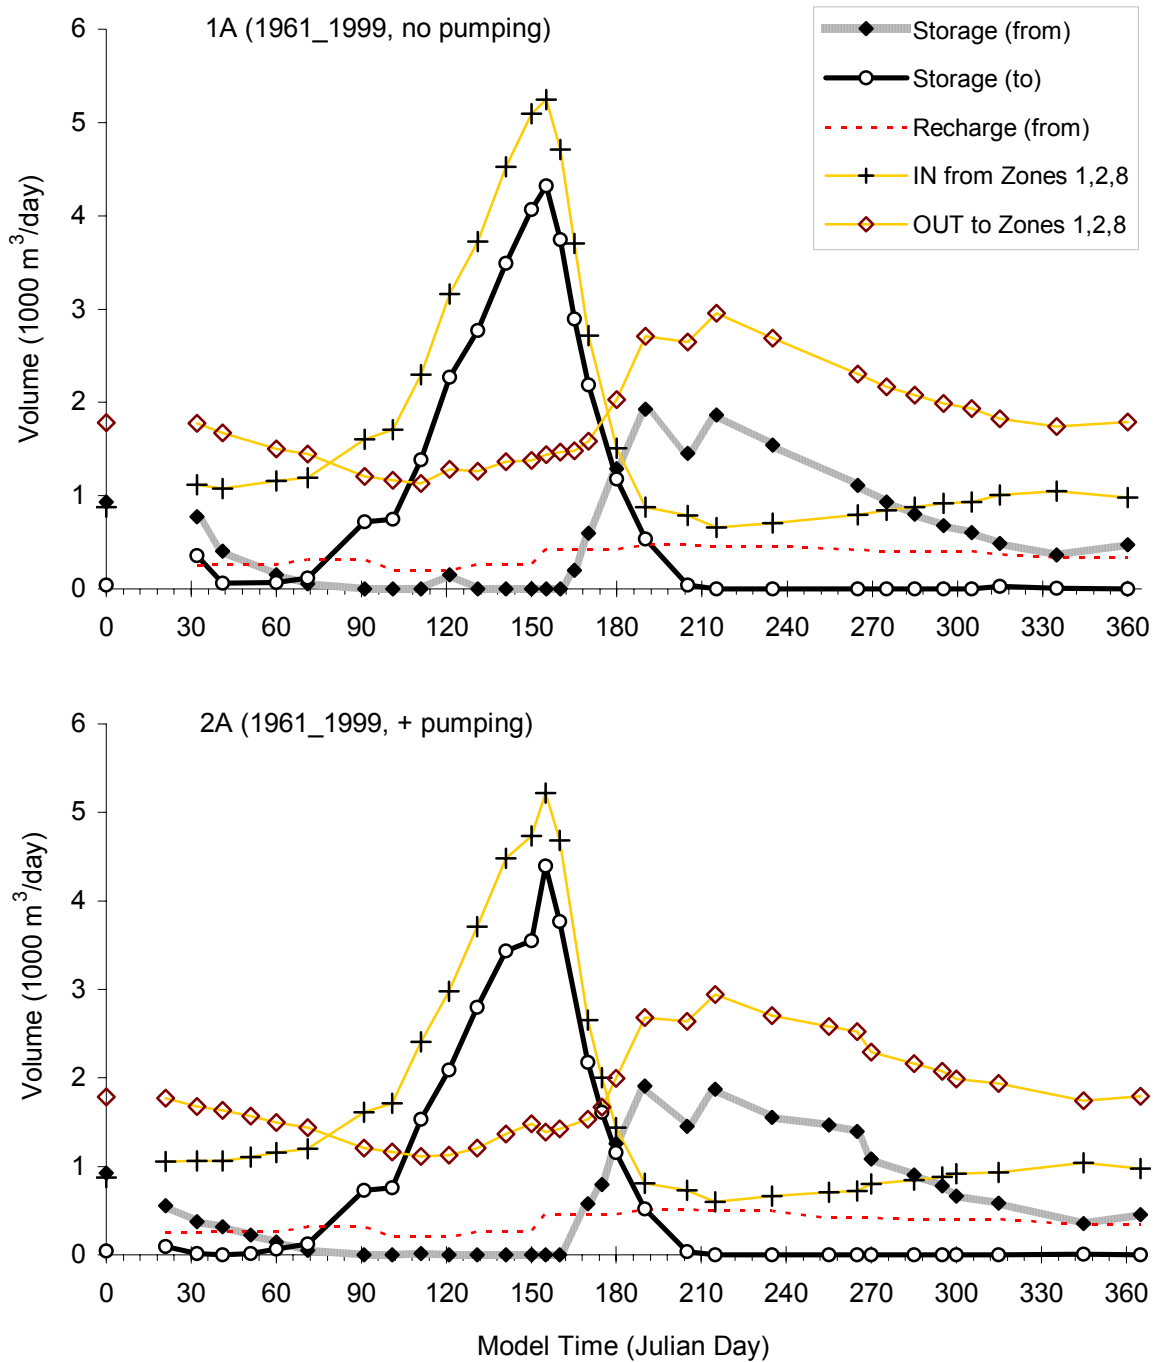 1A (1961_1999, no pumping)
Storage (from)
Storage (to)
Recharge (from)
IN from Zones 1,2,8
OUT to Zones 1,2,8
Volume (1000 m³/day)
6
5
4
3
2
1
0
0 30 60 90 120 150 180 210 240 270 300 330 360
2A (1961_1999, + pumping)
Volume (1000 m³/day)
6
5
4
3
2
1
0
0 30 60 90 120 150 180 210 240 270 300 330 360
Model Time (Julian Day)